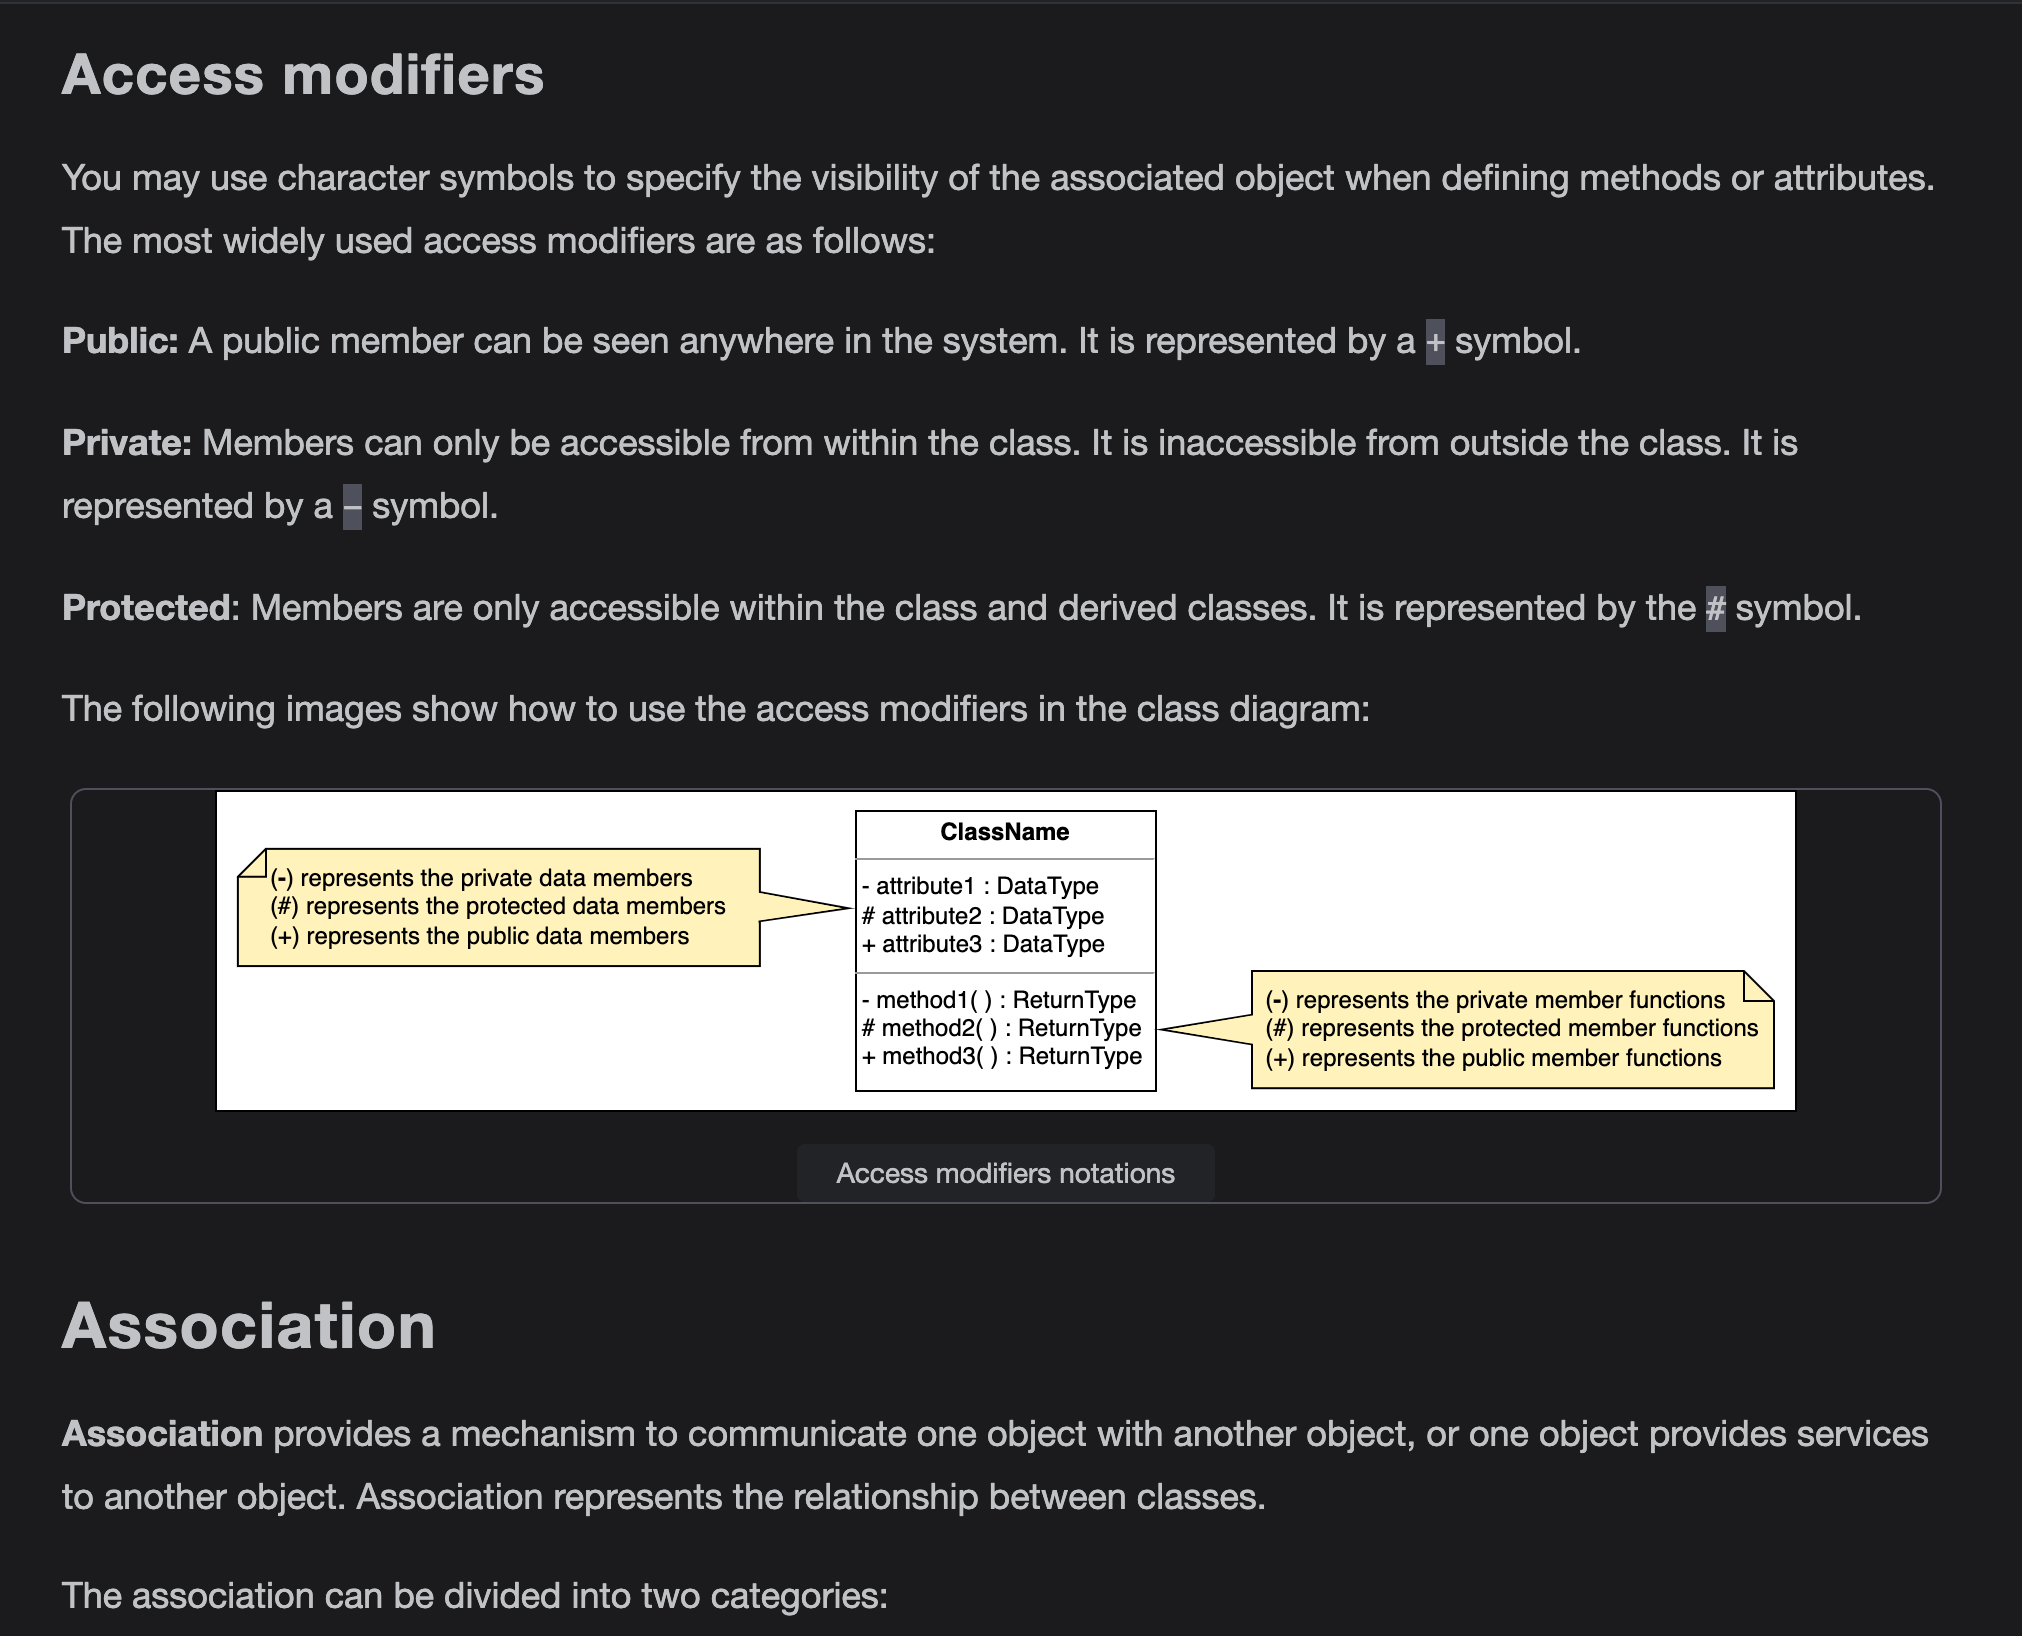 Access modifiers
You may use character symbols to specify the visibility of the associated object when defining methods or attributes.
The most widely used access modifiers are as follows:
Public: A public member can be seen anywhere in the system. It is represented by a + symbol.
Private: Members can only be accessible from within the class. It is inaccessible from outside the class. It is
represented by a – symbol.
Protected: Members are only accessible within the class and derived classes. It is represented by the # symbol.
The following images show how to use the access modifiers in the class diagram:
(-) represents the private data members
(#) represents the protected data members
(+) represents the public data members
ClassName
- attribute1 : DataType
# attribute2 : DataType
+ attribute3 : DataType
- method1( ) : ReturnType
# method2( ) : ReturnType
+ method3( ) : ReturnType
(-) represents the private member functions
(#) represents the protected member functions
(+) represents the public member functions
Access modifiers notations
Association
Association provides a mechanism to communicate one object with another object, or one object provides services
to another object. Association represents the relationship between classes.
The association can be divided into two categories: